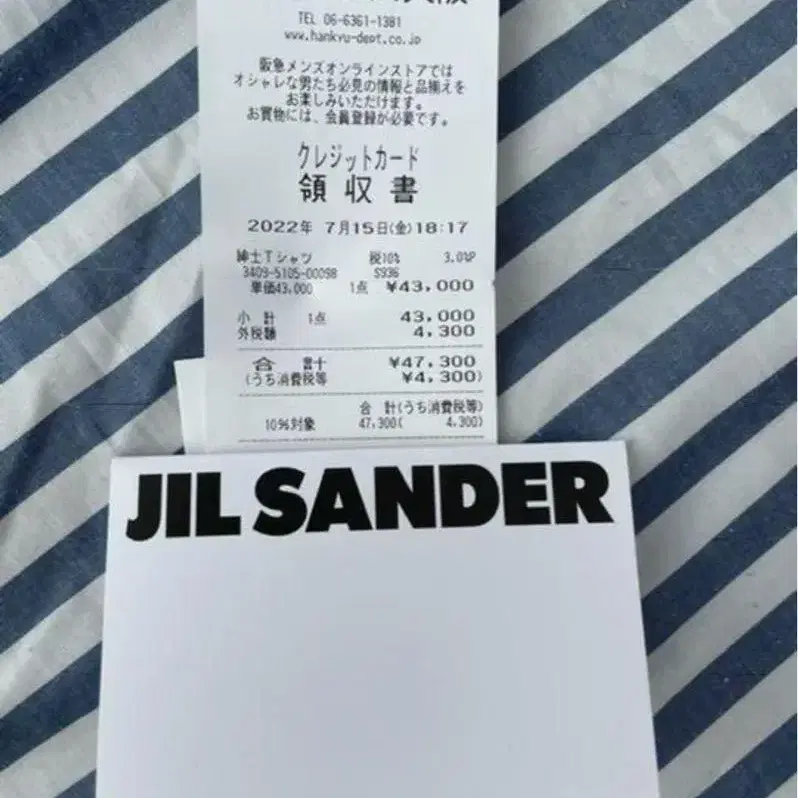 TEL 06-6361-1381
www.hankyu-dept.co.jp
阪急メンズオンラインストアでは
オシャレな男たち必見の情報と品揃えを
お楽しみいただけます。
お買物には、会員登録が必要です。
クレジットカード
領収書
2022年 7月15日(金)18:17
紳士Tシャツ 税10% 3.0%P
3409-5105-00098 S936
単価43,000 1点 ¥43,000
小計 1点 43,000
外税額 4,300
合 計 ¥47,300
(うち消費税等 ¥4,300)
合 計(うち消費税等)
10%対象 47,300( 4,300)
JIL SANDER